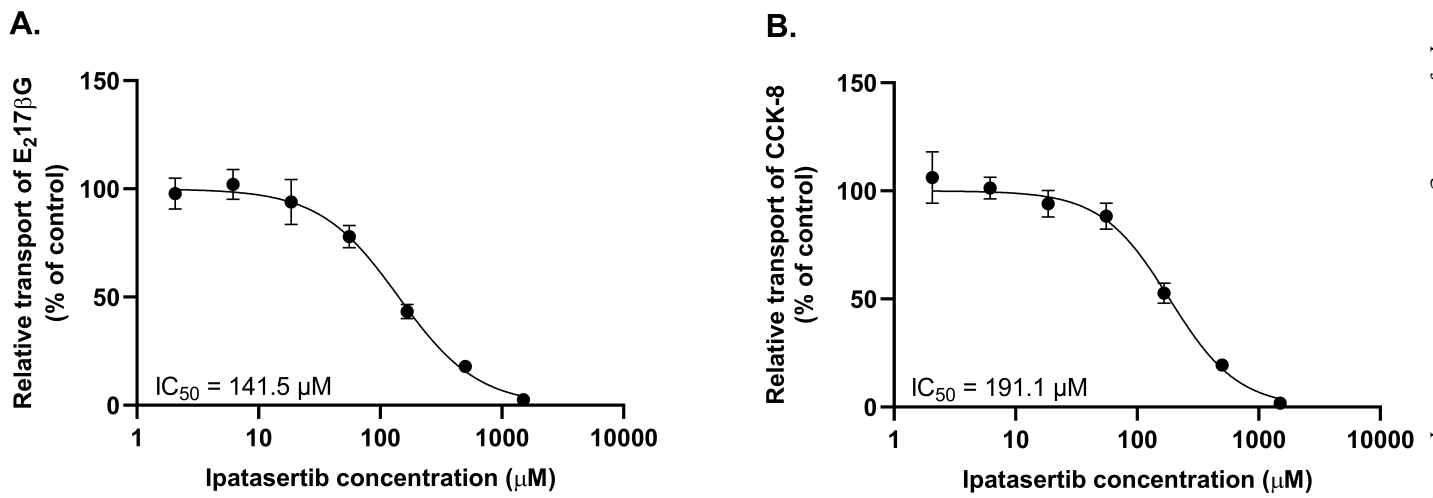 A.
Relative transport of E₂17βG
(% of control)
150
100
50
0
IC₅₀ = 141.5 µM
1 10 100 1000 10000
Ipatasertib concentration (µM)
B.
Relative transport of CCK-8
(% of control)
150
100
50
0
IC₅₀ = 191.1 µM
1 10 100 1000 10000
Ipatasertib concentration (µM)